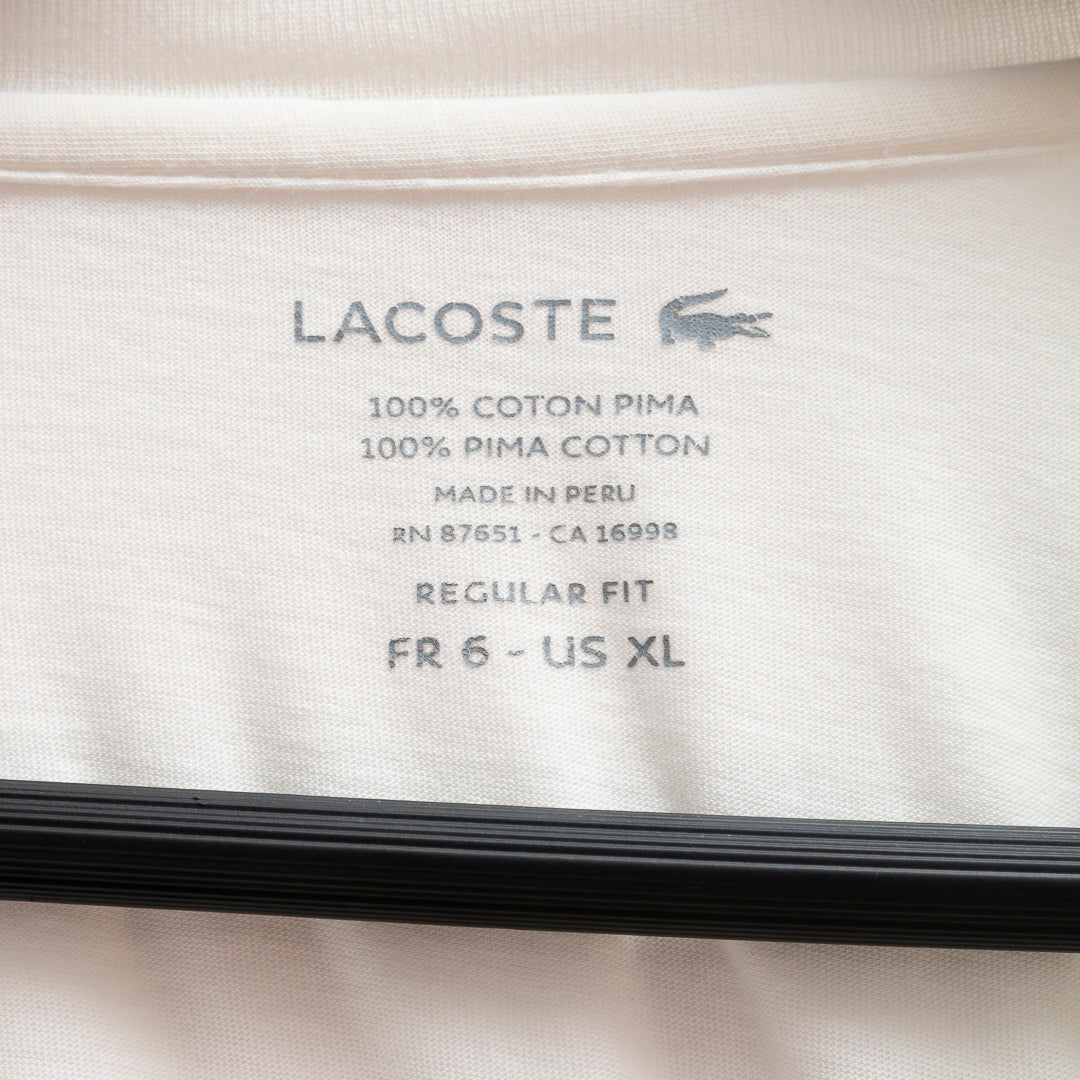 LACOSTE
100% COTON PIMA
100% PIMA COTTON
MADE IN PERU
RN 87651 - CA 16998
REGULAR FIT
FR 6 - US XL